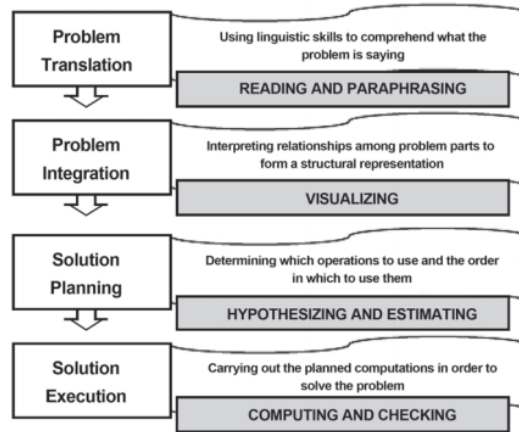 Problem
Translation
Using linguistic skills to comprehend what the
problem is saying
READING AND PARAPHRASING
Problem
Integration
Interpreting relationships among problem parts to
form a structural representation
VISUALIZING
Solution
Planning
Determining which operations to use and the order
in which to use them
HYPOTHESIZING AND ESTIMATING
Solution
Execution
Carrying out the planned computations in order to
solve the problem
COMPUTING AND CHECKING